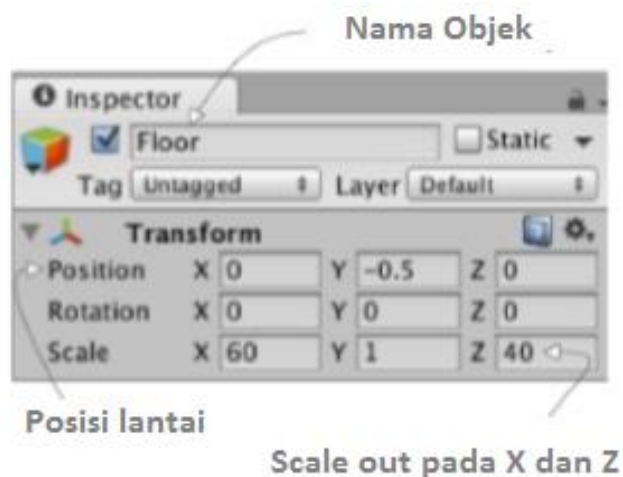 Nama Objek
Inspector
Floor Static
Tag Untagged Layer Default
Transform
Position X 0 Y -0.5 Z 0
Rotation X 0 Y 0 Z 0
Scale X 60 Y 1 Z 40
Posisi lantai
Scale out pada X dan Z